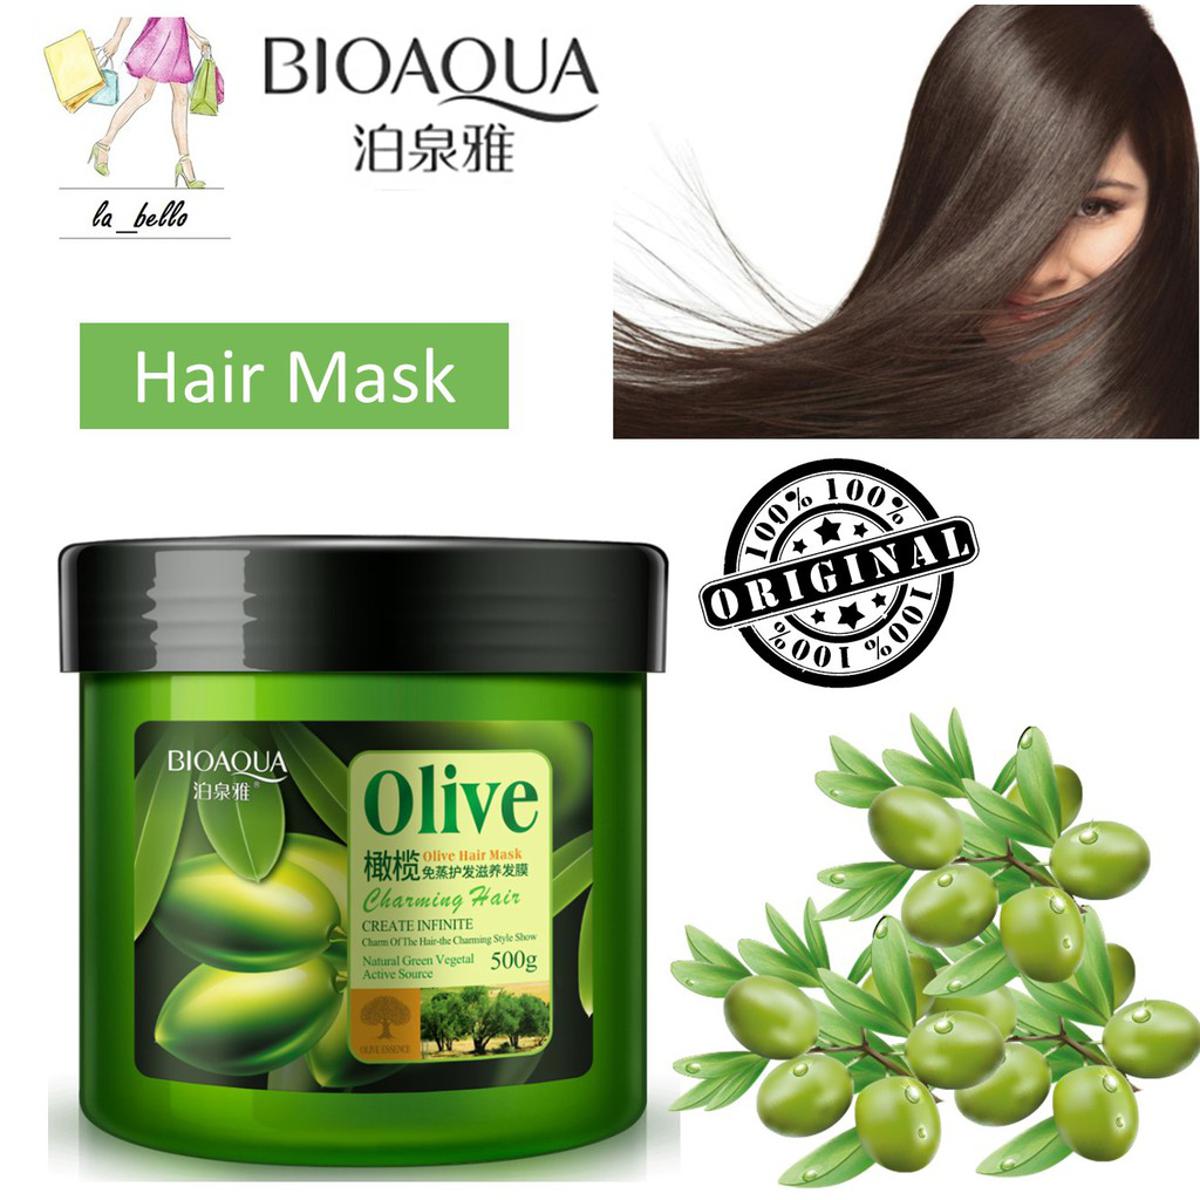 BIOAQUA
泊泉雅
la_bello
Hair Mask
100% 100%
ORIGINAL
100% 100%
BIOAQUA
泊泉雅®
Olive
橄榄 Olive Hair Mask
免蒸护发滋养发膜
Charming Hair
CREATE INFINITE
Charm Of The Hair-the Charming Style Show
Natural Green Vegetal
Active Source 500g
OLIVE ESSENCE